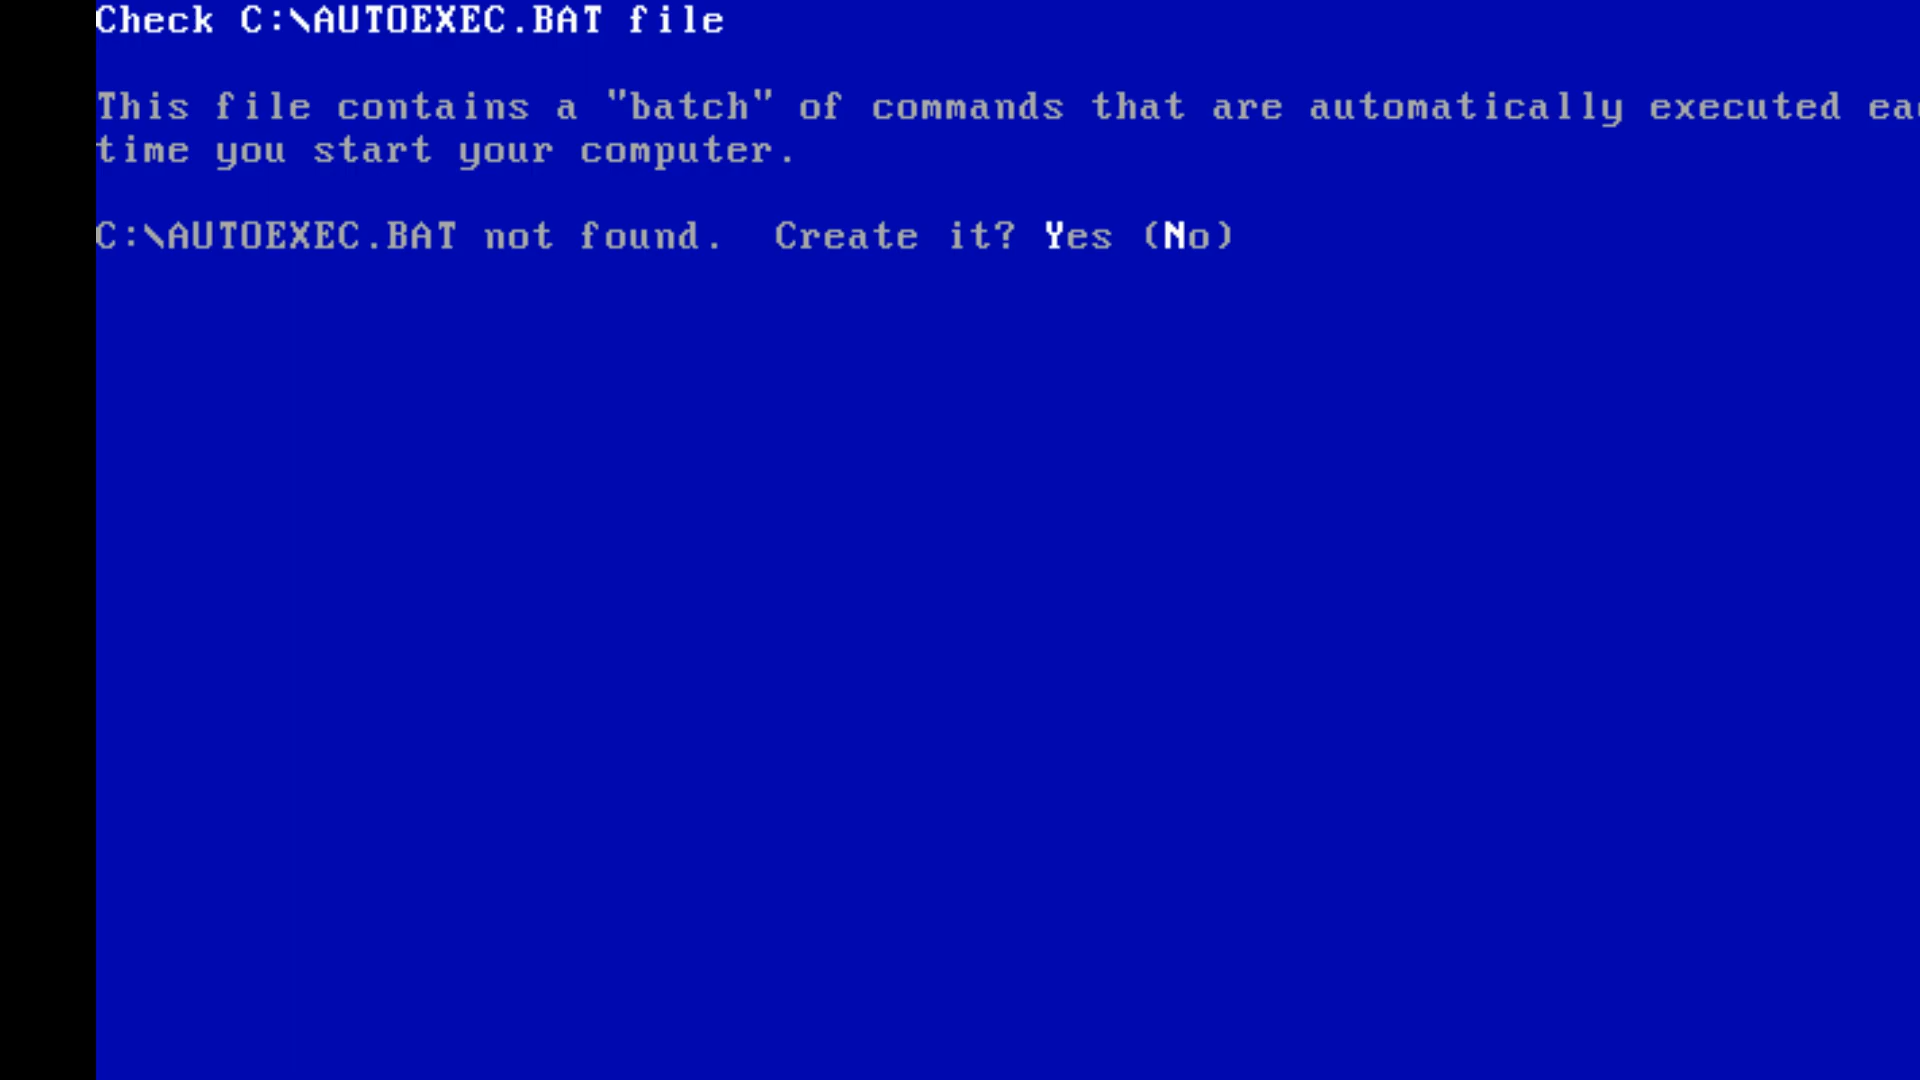 Check C:\AUTOEXEC.BAT file
This file contains a "batch" of commands that are automatically executed
time you start your computer.
C:\AUTOEXEC.BAT not found.  Create it? Yes (No)